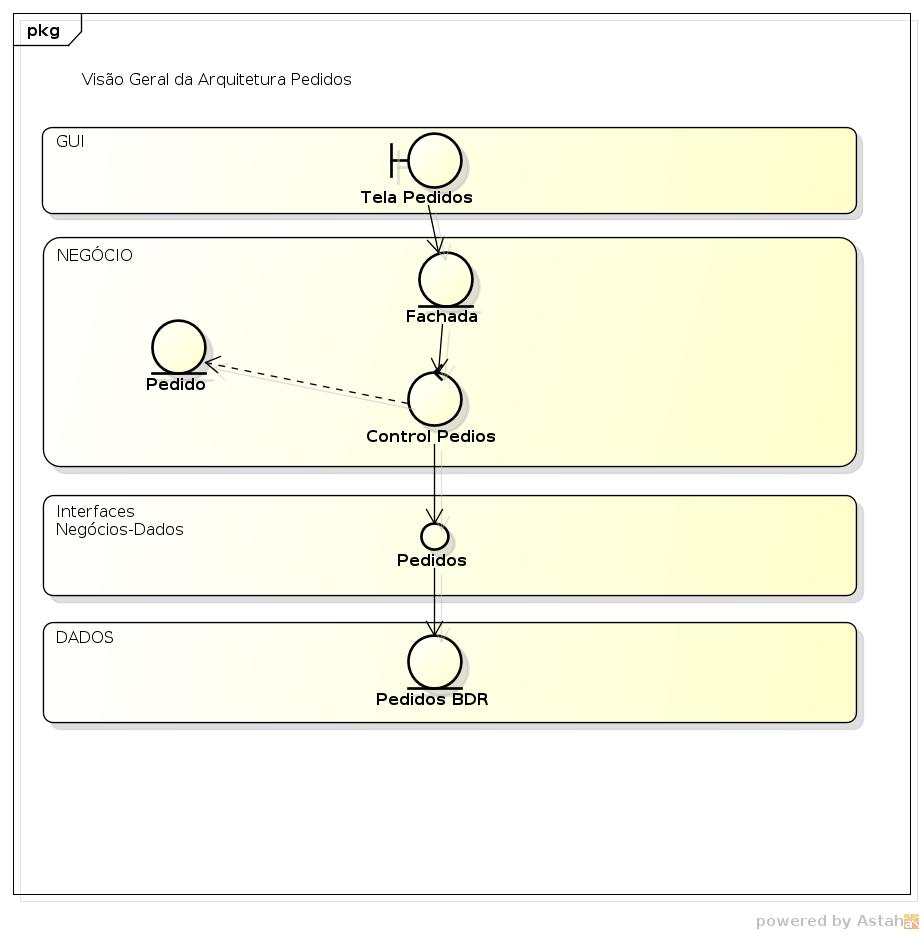 pkg
Visão Geral da Arquitetura Pedidos
GUI
Tela Pedidos
NEGÓCIO
Fachada
Pedido
Control Pedios
Interfaces
Negócios-Dados
Pedidos
DADOS
Pedidos BDR
powered by Astah